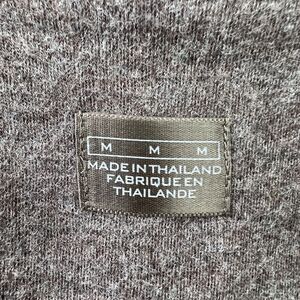 M M M
MADE IN THAILAND
FABRIQUE EN
THAILANDE